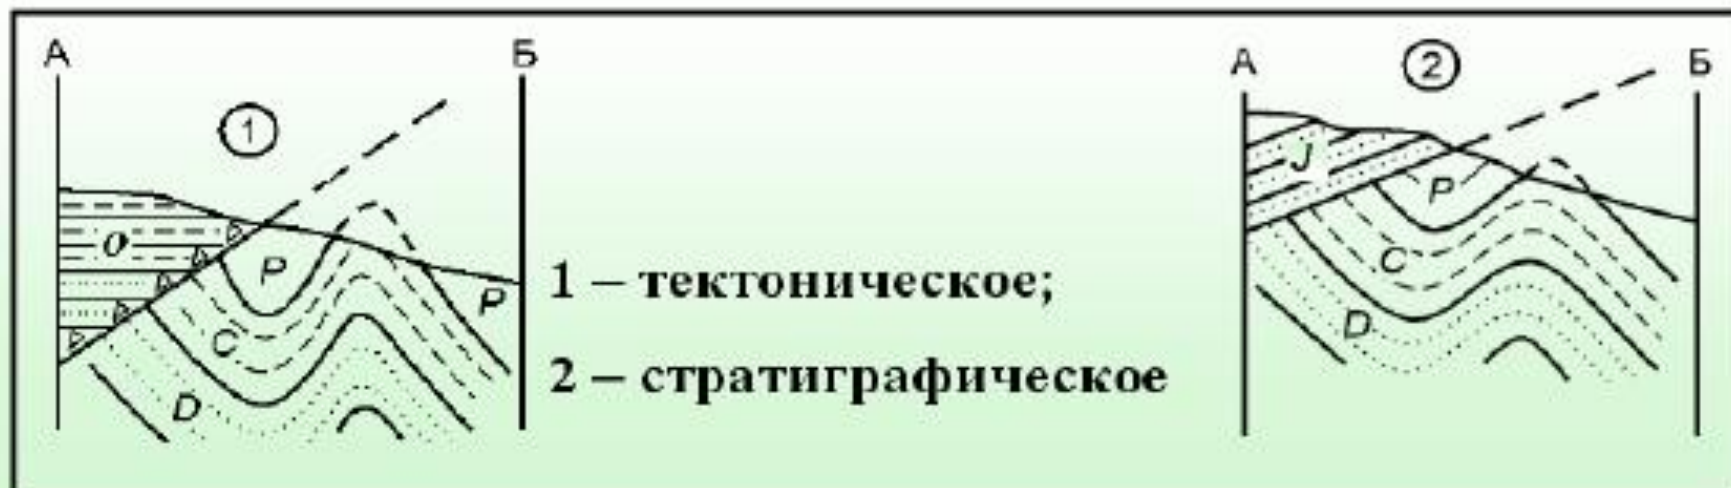 А Б
1
O P P
C
D
1 – тектоническое;
2 – стратиграфическое
А Б
2
J P
C
D